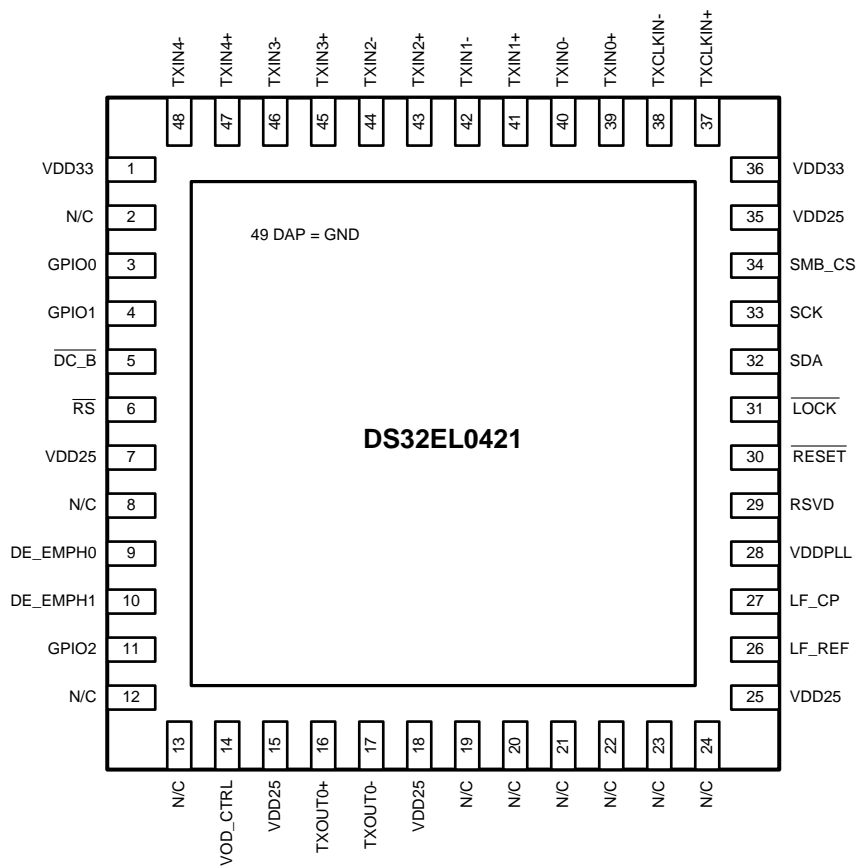 TXIN4-
TXIN4+
TXIN3-
TXIN3+
TXIN2-
TXIN2+
TXIN1-
TXIN1+
TXIN0-
TXIN0+
TXCLKIN-
TXCLKIN+
48
47
46
45
44
43
42
41
40
39
38
37
VDD33 1
N/C 2
GPIO0 3
GPIO1 4
DC_B 5
RS 6
VDD25 7
N/C 8
DE_EMPH0 9
DE_EMPH1 10
GPIO2 11
N/C 12
49 DAP = GND
DS32EL0421
36 VDD33
35 VDD25
34 SMB_CS
33 SCK
32 SDA
31 LOCK
30 RESET
29 RSVD
28 VDDPLL
27 LF_CP
26 LF_REF
25 VDD25
13
14
15
16
17
18
19
20
21
22
23
24
N/C
VOD_CTRL
VDD25
TXOUT0+
TXOUT0-
VDD25
N/C
N/C
N/C
N/C
N/C
N/C